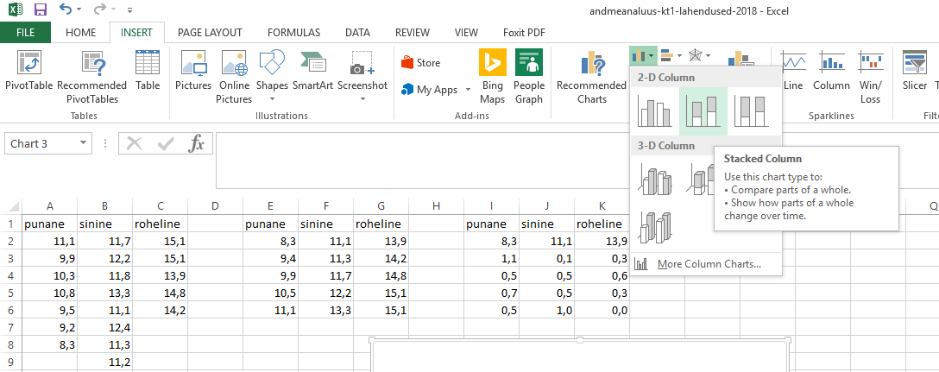 andmeanaluus-kt1-lahendused-2018 - Excel
FILE HOME INSERT PAGE LAYOUT FORMULAS DATA REVIEW VIEW Foxit PDF
PivotTable Recommended PivotTables Table
Tables
Pictures Online Pictures Shapes SmartArt Screenshot
Illustrations
Store
My Apps
Bing Maps People Graph
Add-ins
Recommended Charts
Line Column Win/Loss
Sparklines
Slicer T
Filte
2-D Column
3-D Column
More Column Charts...
Stacked Column
Use this chart type to:
• Compare parts of a whole.
• Show how parts of a whole
change over time.
Chart 3 fx
A B C D E F G H I J K Q
1 punane sinine roheline punane sinine roheline punane sinine roheline
2 11,1 11,7 15,1 8,3 11,1 13,9 8,3 11,1 13,9
3 9,9 12,2 15,1 9,4 11,3 14,2 1,1 0,1 0,3
4 10,3 11,8 13,9 9,9 11,7 14,8 0,5 0,5 0,6
5 10,8 13,3 14,8 10,5 12,2 15,1 0,7 0,5 0,3
6 9,5 11,1 14,2 11,1 13,3 15,1 0,5 1,0 0,0
7 9,2 12,4
8 8,3 11,3
9 11,2